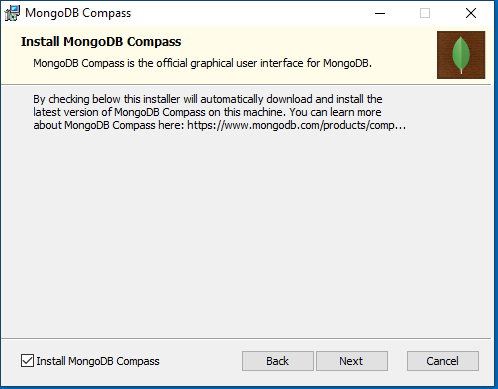 MongoDB Compass
Install MongoDB Compass
MongoDB Compass is the official graphical user interface for MongoDB.
By checking below this installer will automatically download and install the
latest version of MongoDB Compass on this machine. You can learn more
about MongoDB Compass here: https://www.mongodb.com/products/comp...
Install MongoDB Compass
Back
Next
Cancel